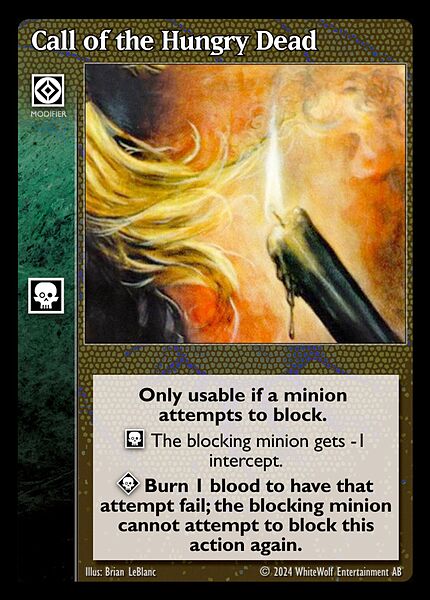 Call of the Hungry Dead
MODIFIER
Only usable if a minion
attempts to block.
The blocking minion gets -1
intercept.
Burn 1 blood to have that
attempt fail; the blocking minion
cannot attempt to block this
action again.
Illus: Brian LeBlanc © 2024 WhiteWolf Entertainment AB